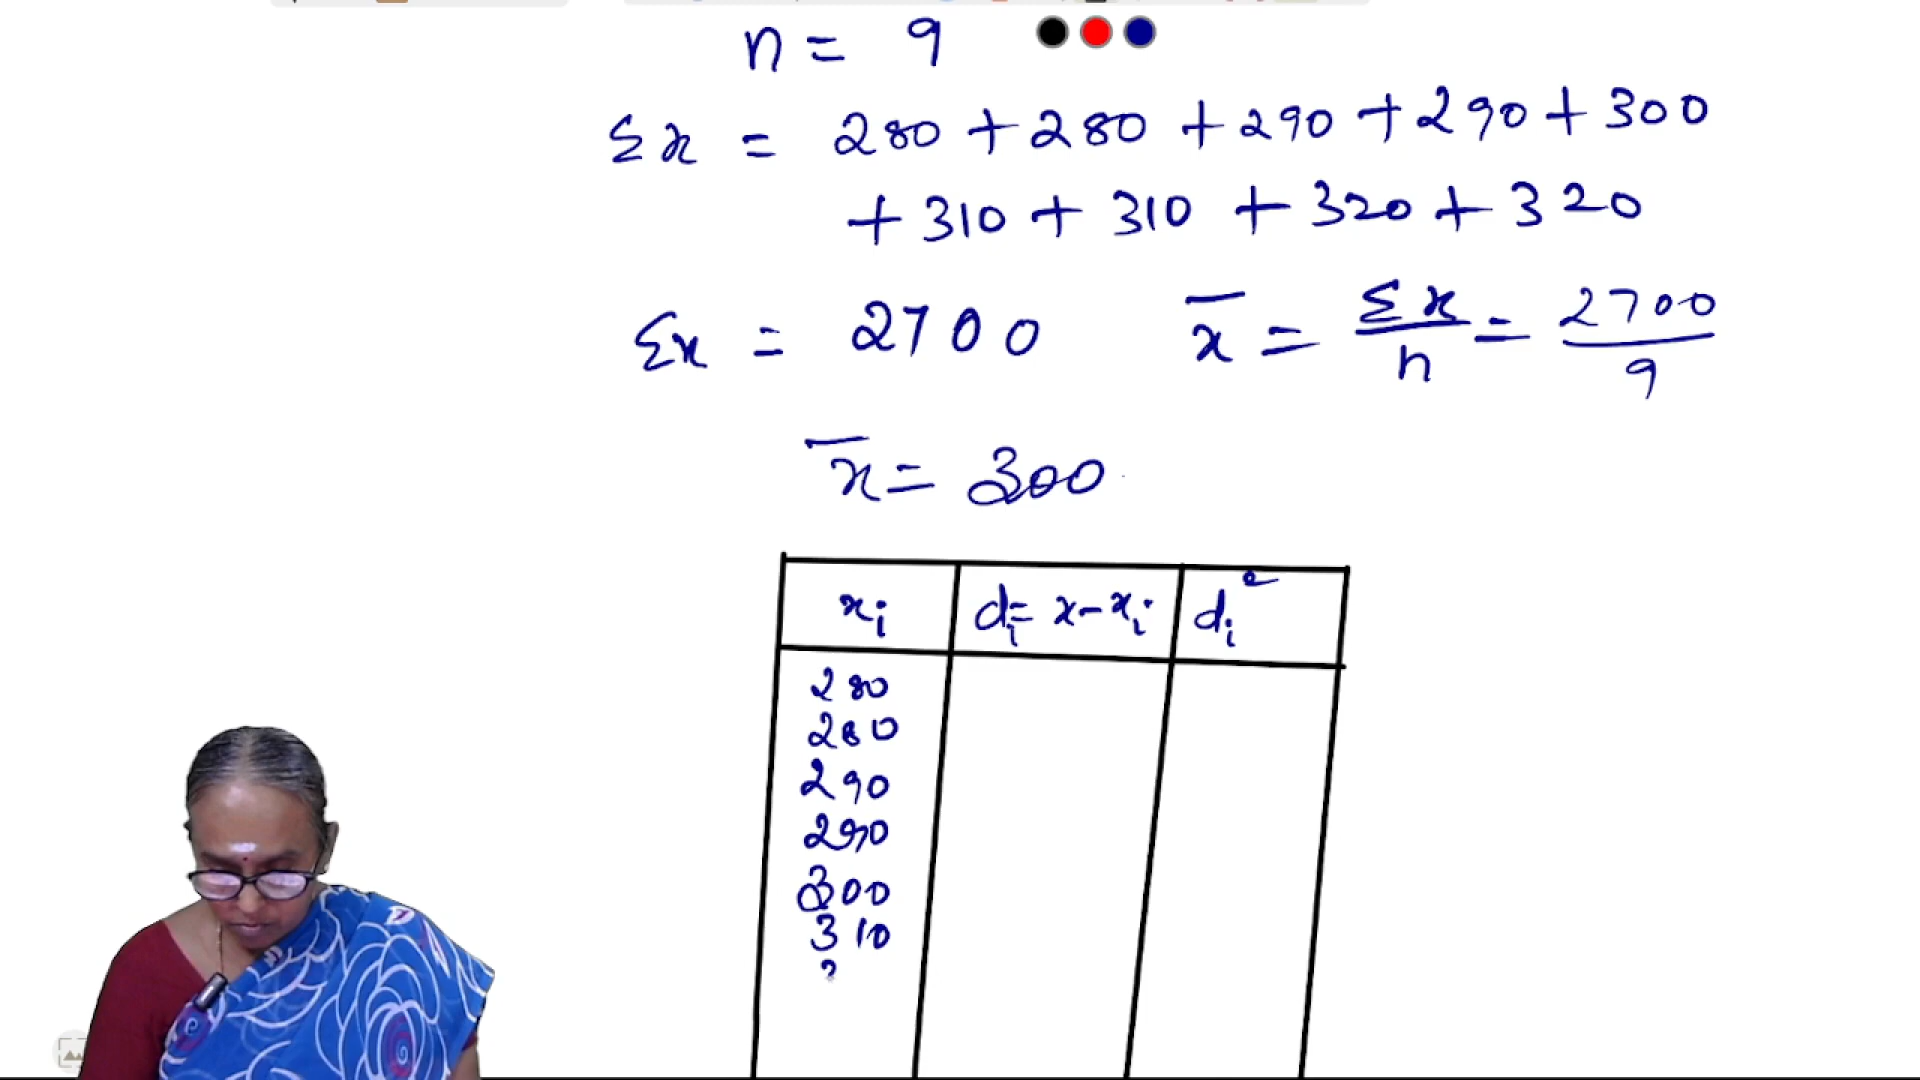 n = 9
Σx = 280 + 280 + 290 + 290 + 300
+ 310 + 310 + 320 + 320
Σx = 2700 x̄ = Σx/n = 2700/9
x̄ = 300
xi di = x - xi di²
280
280
290
290
300
310